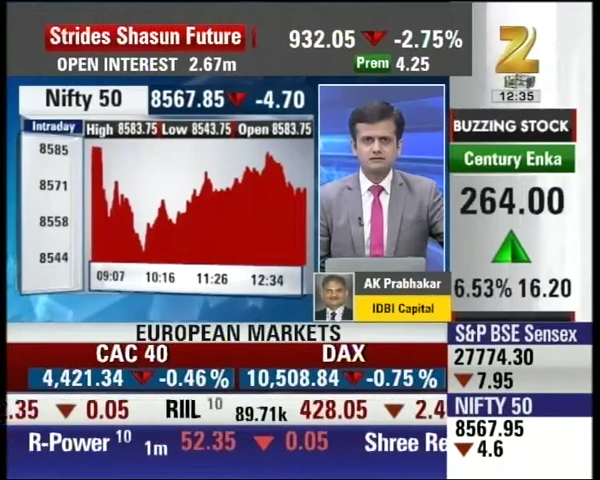 Strides Shasun Future
932.05 -2.75%
OPEN INTEREST 2.67m
Prem 4.25
Z
12:35
Nifty 50 8567.85 -4.70
Intraday High 8583.75 Low 8543.75 Open 8583.75
8585
8571
8558
8544
09:07 10:16 11:26 12:34
BUZZING STOCK
Century Enka
264.00
6.53% 16.20
AK Prabhakar
IDBI Capital
EUROPEAN MARKETS
CAC 40 DAX
4,421.34 -0.46% 10,508.84 -0.75%
S&P BSE Sensex
27774.30
7.95
NIFTY 50
8567.95
4.6
.35 0.05 RIIL 10 89.71k 428.05 2.4
R-Power 10 1m 52.35 0.05 Shree Re